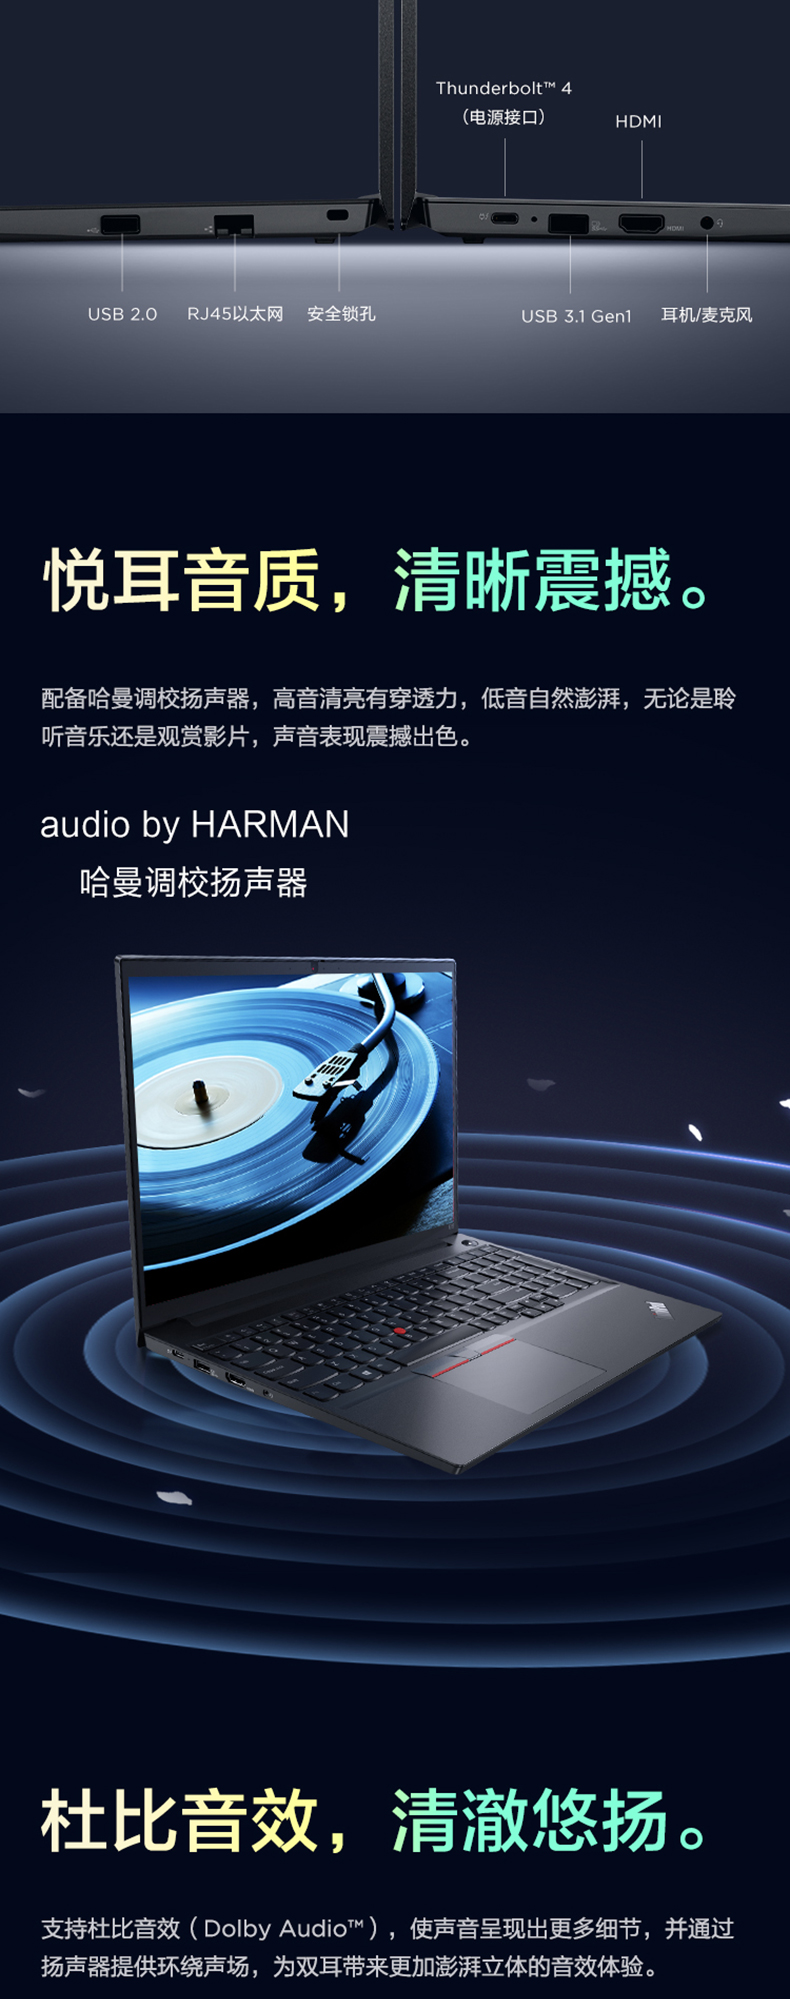 Thunderbolt™ 4
（电源接口）
HDMI
HDMI
USB 2.0
RJ45以太网
安全锁孔
USB 3.1 Gen1
耳机/麦克风
悦耳音质，清晰震撼。
配备哈曼调校扬声器，高音清亮有穿透力，低音自然澎湃，无论是聆
听音乐还是观赏影片，声音表现震撼出色。
audio by HARMAN
哈曼调校扬声器
杜比音效，清澈悠扬。
支持杜比音效（Dolby Audio™），使声音呈现出更多细节，并通过
扬声器提供环绕声场，为双耳带来更加澎湃立体的音效体验。